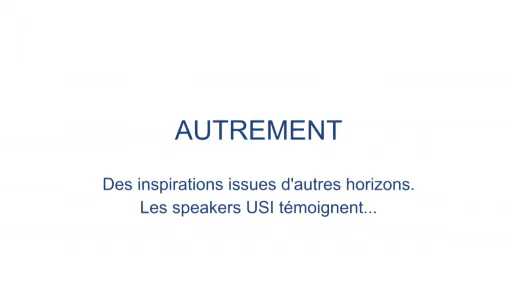 AUTREMENT
Des inspirations issues d'autres horizons.
Les speakers USI témoignent...